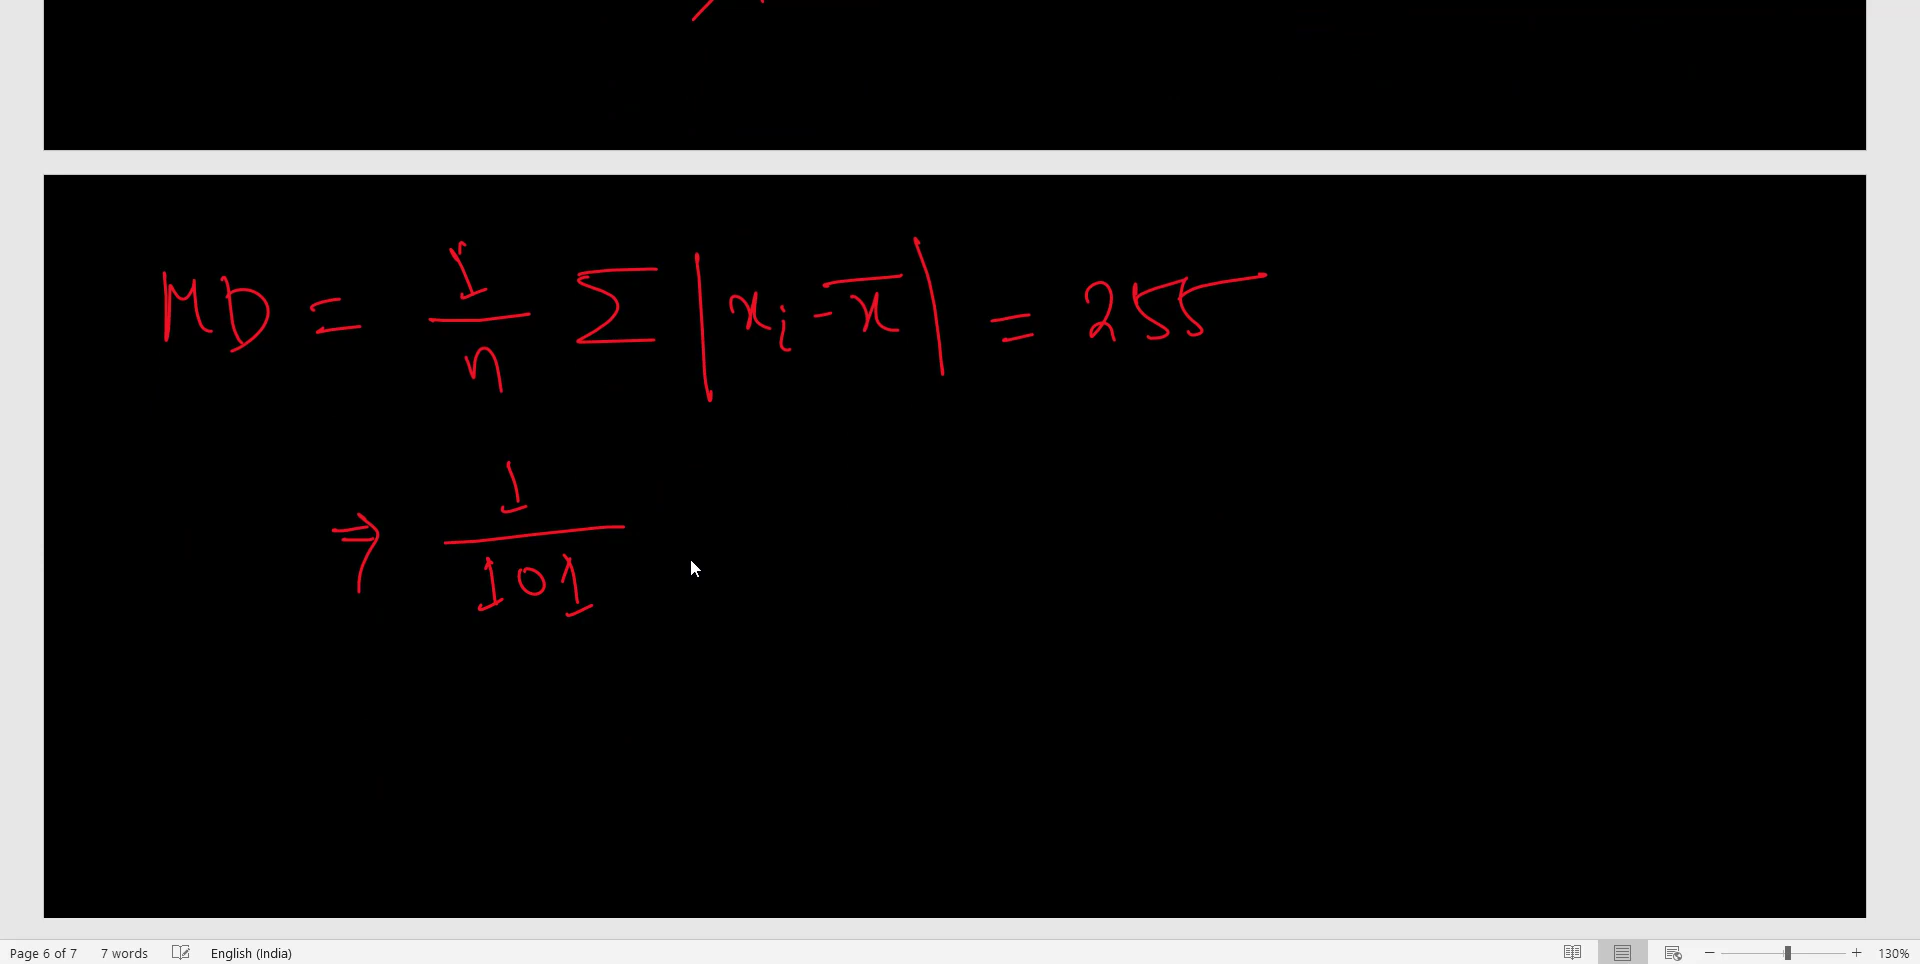 MD = 1/n Σ |xᵢ - x̄| = 255
⇒ 1/101
Page 6 of 7 7 words English (India) 130%